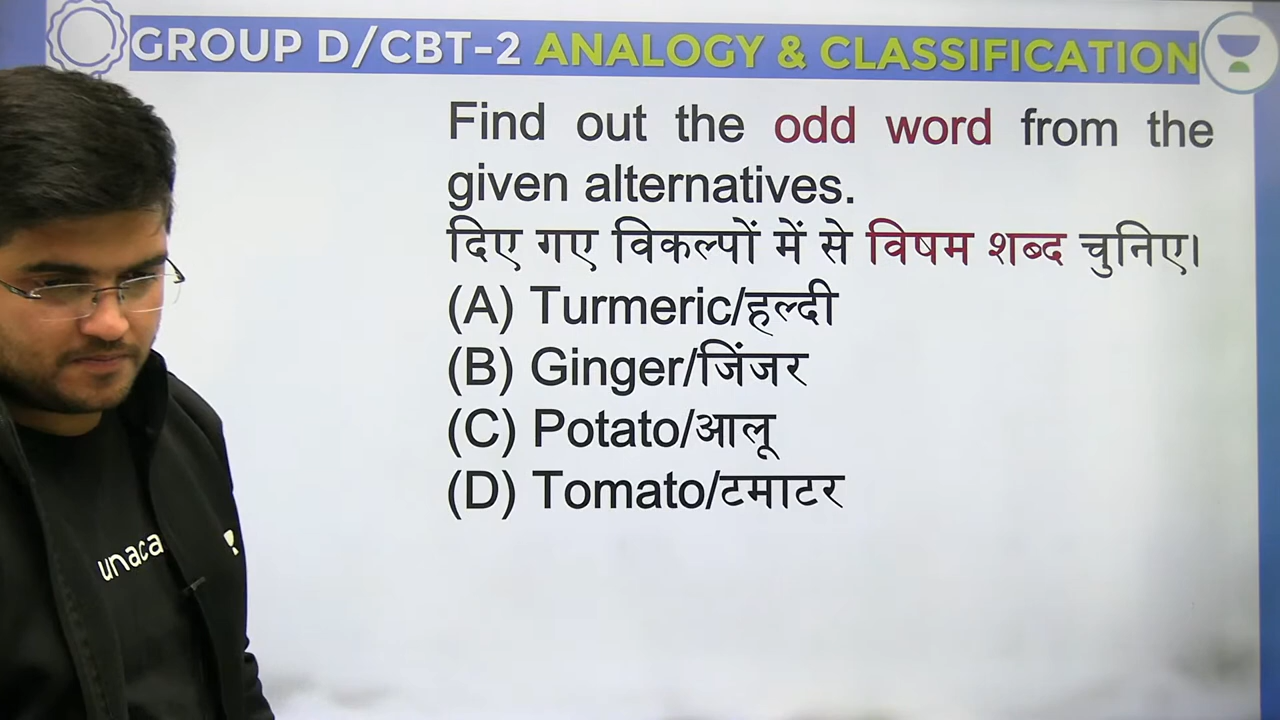 GROUP D/CBT-2 ANALOGY & CLASSIFICATION
Find out the odd word from the
given alternatives.
दिए गए विकल्पों में से विषम शब्द चुनिए।
(A) Turmeric/हल्दी
(B) Ginger/जिंजर
(C) Potato/आलू
(D) Tomato/टमाटर
unaca